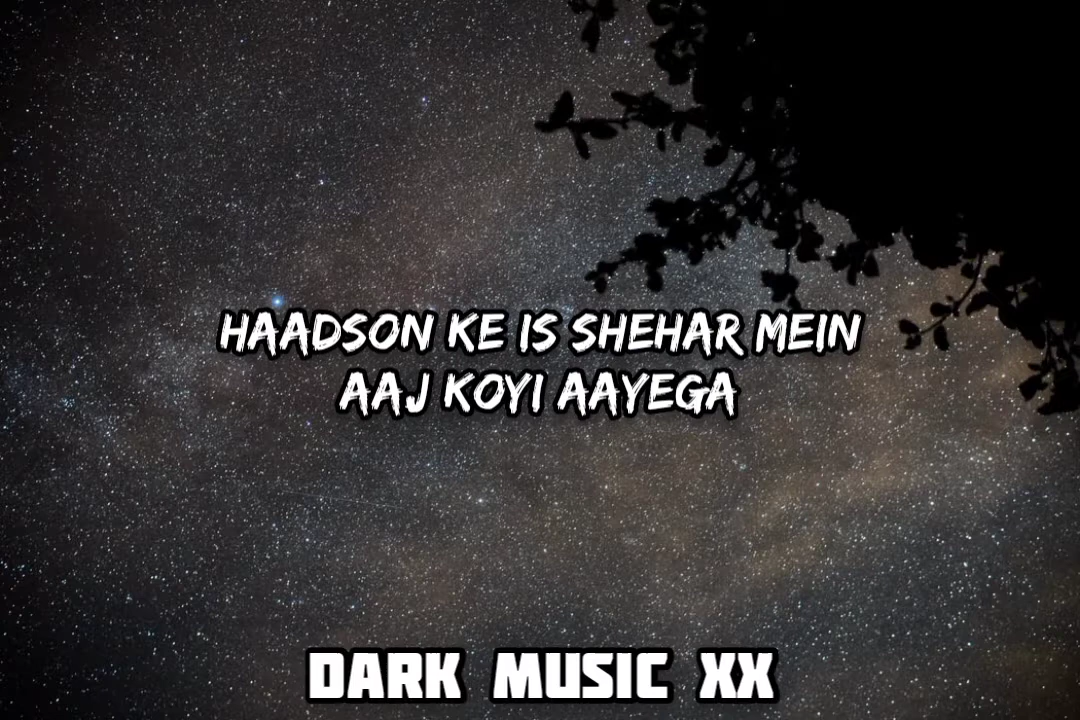 HAADSON KE IS SHEHAR MEIN
AAJ KOYI AAYEGA
DARK MUSIC XX